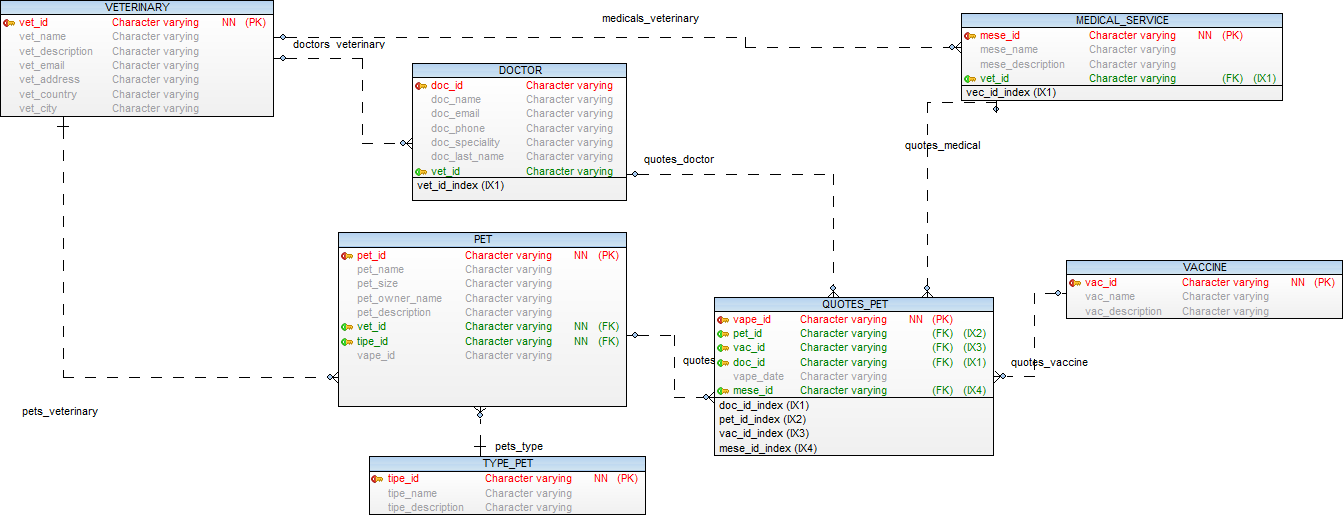 VETERINARY
vet_id Character varying NN (PK)
vet_name Character varying
vet_description Character varying
vet_email Character varying
vet_address Character varying
vet_country Character varying
vet_city Character varying
medicals_veterinary
doctors_veterinary
MEDICAL_SERVICE
mese_id Character varying NN (PK)
mese_name Character varying
mese_description Character varying
vet_id Character varying (FK) (IX1)
vec_id_index (IX1)
DOCTOR
doc_id Character varying
doc_name Character varying
doc_email Character varying
doc_phone Character varying
doc_speciality Character varying
doc_last_name Character varying
vet_id Character varying
vet_id_index (IX1)
quotes_doctor
quotes_medical
PET
pet_id Character varying NN (PK)
pet_name Character varying
pet_size Character varying
pet_owner_name Character varying
pet_description Character varying
vet_id Character varying NN (FK)
tipe_id Character varying NN (FK)
vape_id Character varying
quotes
QUOTES_PET
vape_id Character varying NN (PK)
pet_id Character varying (FK) (IX2)
vac_id Character varying (FK) (IX3)
doc_id Character varying (FK) (IX1)
vape_date Character varying
mese_id Character varying (FK) (IX4)
doc_id_index (IX1)
pet_id_index (IX2)
vac_id_index (IX3)
mese_id_index (IX4)
VACCINE
vac_id Character varying NN (PK)
vac_name Character varying
vac_description Character varying
quotes_vaccine
pets_veterinary
pets_type
TYPE_PET
tipe_id Character varying NN (PK)
tipe_name Character varying
tipe_description Character varying